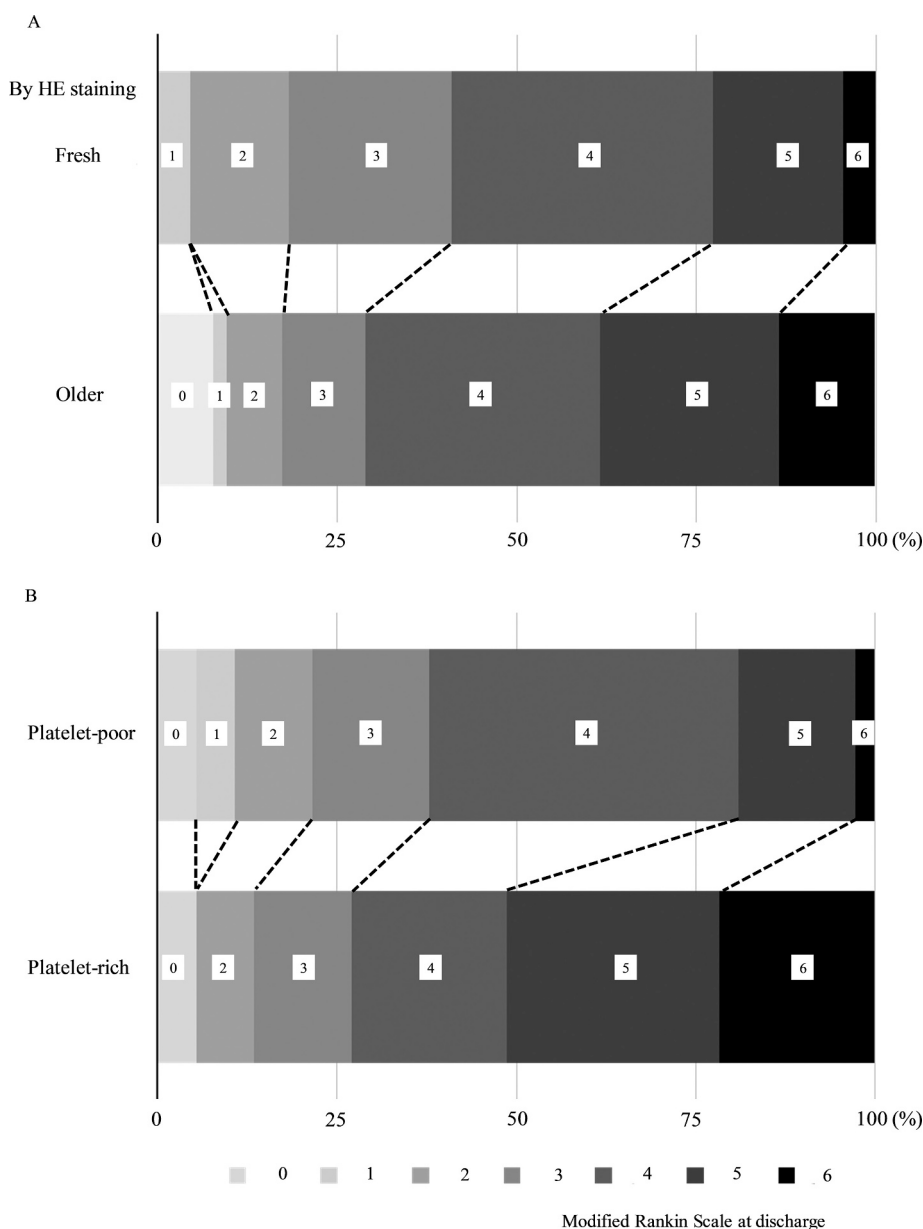 A
By HE staining
Fresh
1 2 3 4 5 6
Older
0 1 2 3 4 5 6
0 25 50 75 100 (%)
B
Platelet-poor
0 1 2 3 4 5 6
Platelet-rich
0 2 3 4 5 6
0 25 50 75 100 (%)
0 1 2 3 4 5 6
Modified Rankin Scale at discharge